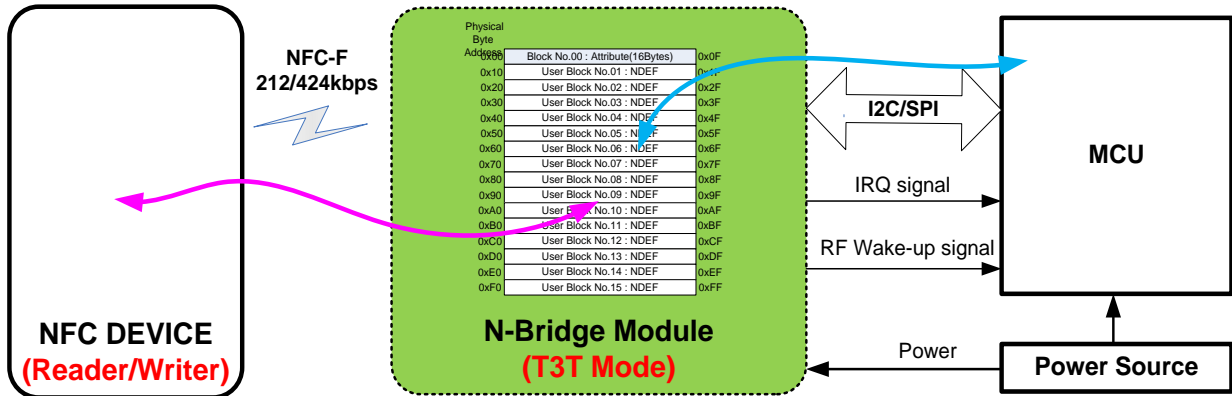 NFC DEVICE
(Reader/Writer)
NFC-F
212/424kbps
Physical
Byte
Address
0x00 Block No.00 : Attribute(16Bytes) 0x0F
0x10 User Block No.01 : NDEF 0x1F
0x20 User Block No.02 : NDEF 0x2F
0x30 User Block No.03 : NDEF 0x3F
0x40 User Block No.04 : NDEF 0x4F
0x50 User Block No.05 : NDEF 0x5F
0x60 User Block No.06 : NDEF 0x6F
0x70 User Block No.07 : NDEF 0x7F
0x80 User Block No.08 : NDEF 0x8F
0x90 User Block No.09 : NDEF 0x9F
0xA0 User Block No.10 : NDEF 0xAF
0xB0 User Block No.11 : NDEF 0xBF
0xC0 User Block No.12 : NDEF 0xCF
0xD0 User Block No.13 : NDEF 0xDF
0xE0 User Block No.14 : NDEF 0xEF
0xF0 User Block No.15 : NDEF 0xFF
N-Bridge Module
(T3T Mode)
I2C/SPI
IRQ signal
RF Wake-up signal
Power
MCU
Power Source